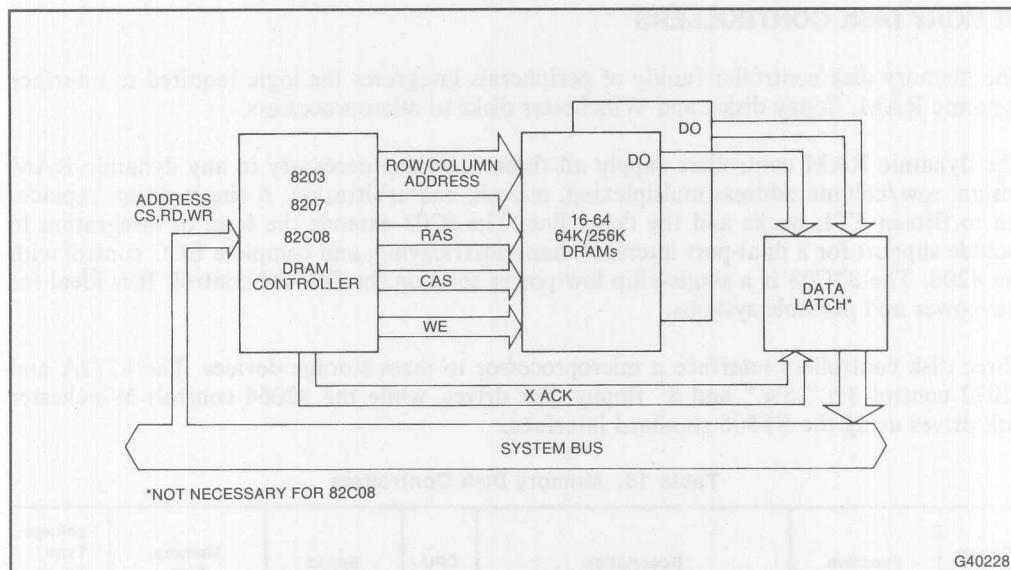 ADDRESS
CS,RD,WR
8203
8207
82C08
DRAM
CONTROLLER
ROW/COLUMN
ADDRESS
RAS
CAS
WE
DO
DO
16-64
64K/256K
DRAMs
DATA
LATCH*
X ACK
SYSTEM BUS
*NOT NECESSARY FOR 82C08
G40228